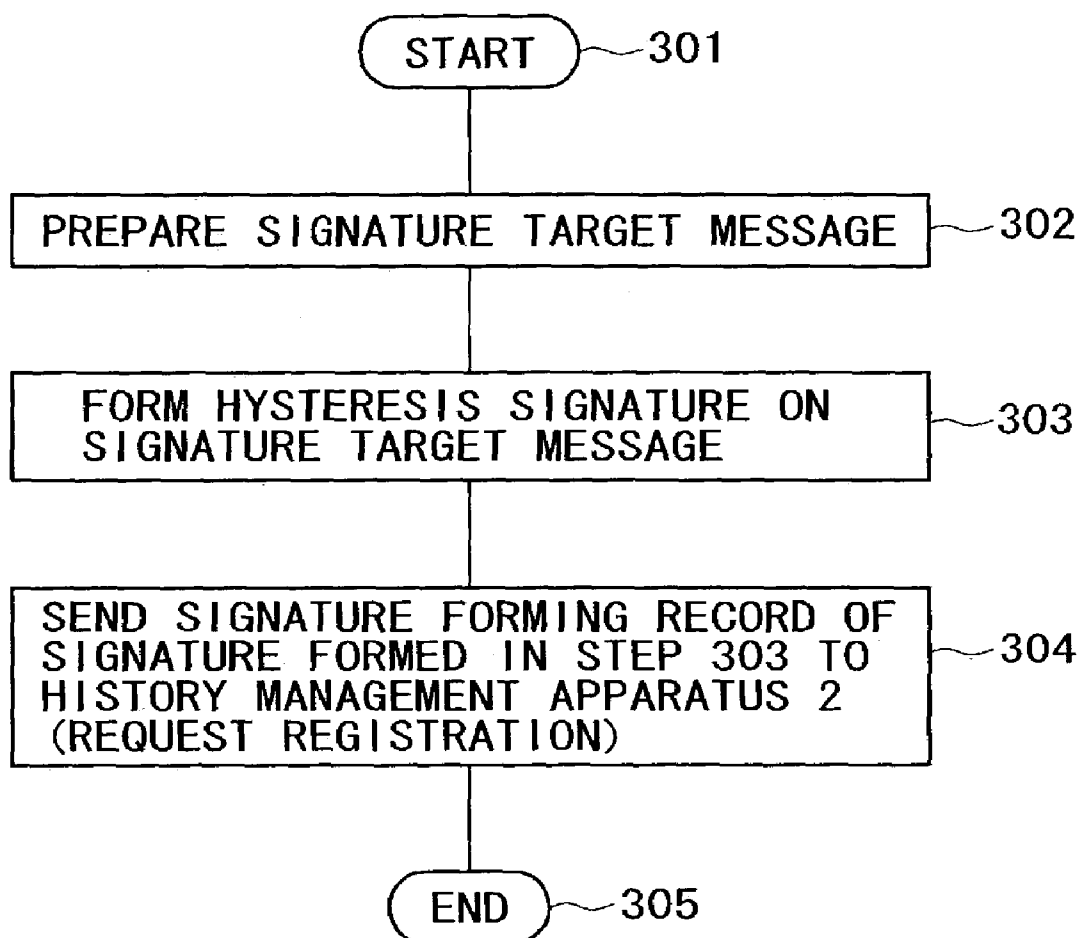 START 301
PREPARE SIGNATURE TARGET MESSAGE 302
FORM HYSTERESIS SIGNATURE ON
SIGNATURE TARGET MESSAGE
303
SEND SIGNATURE FORMING RECORD OF
SIGNATURE FORMED IN STEP 303 TO
HISTORY MANAGEMENT APPARATUS 2
(REQUEST REGISTRATION)
304
END 305